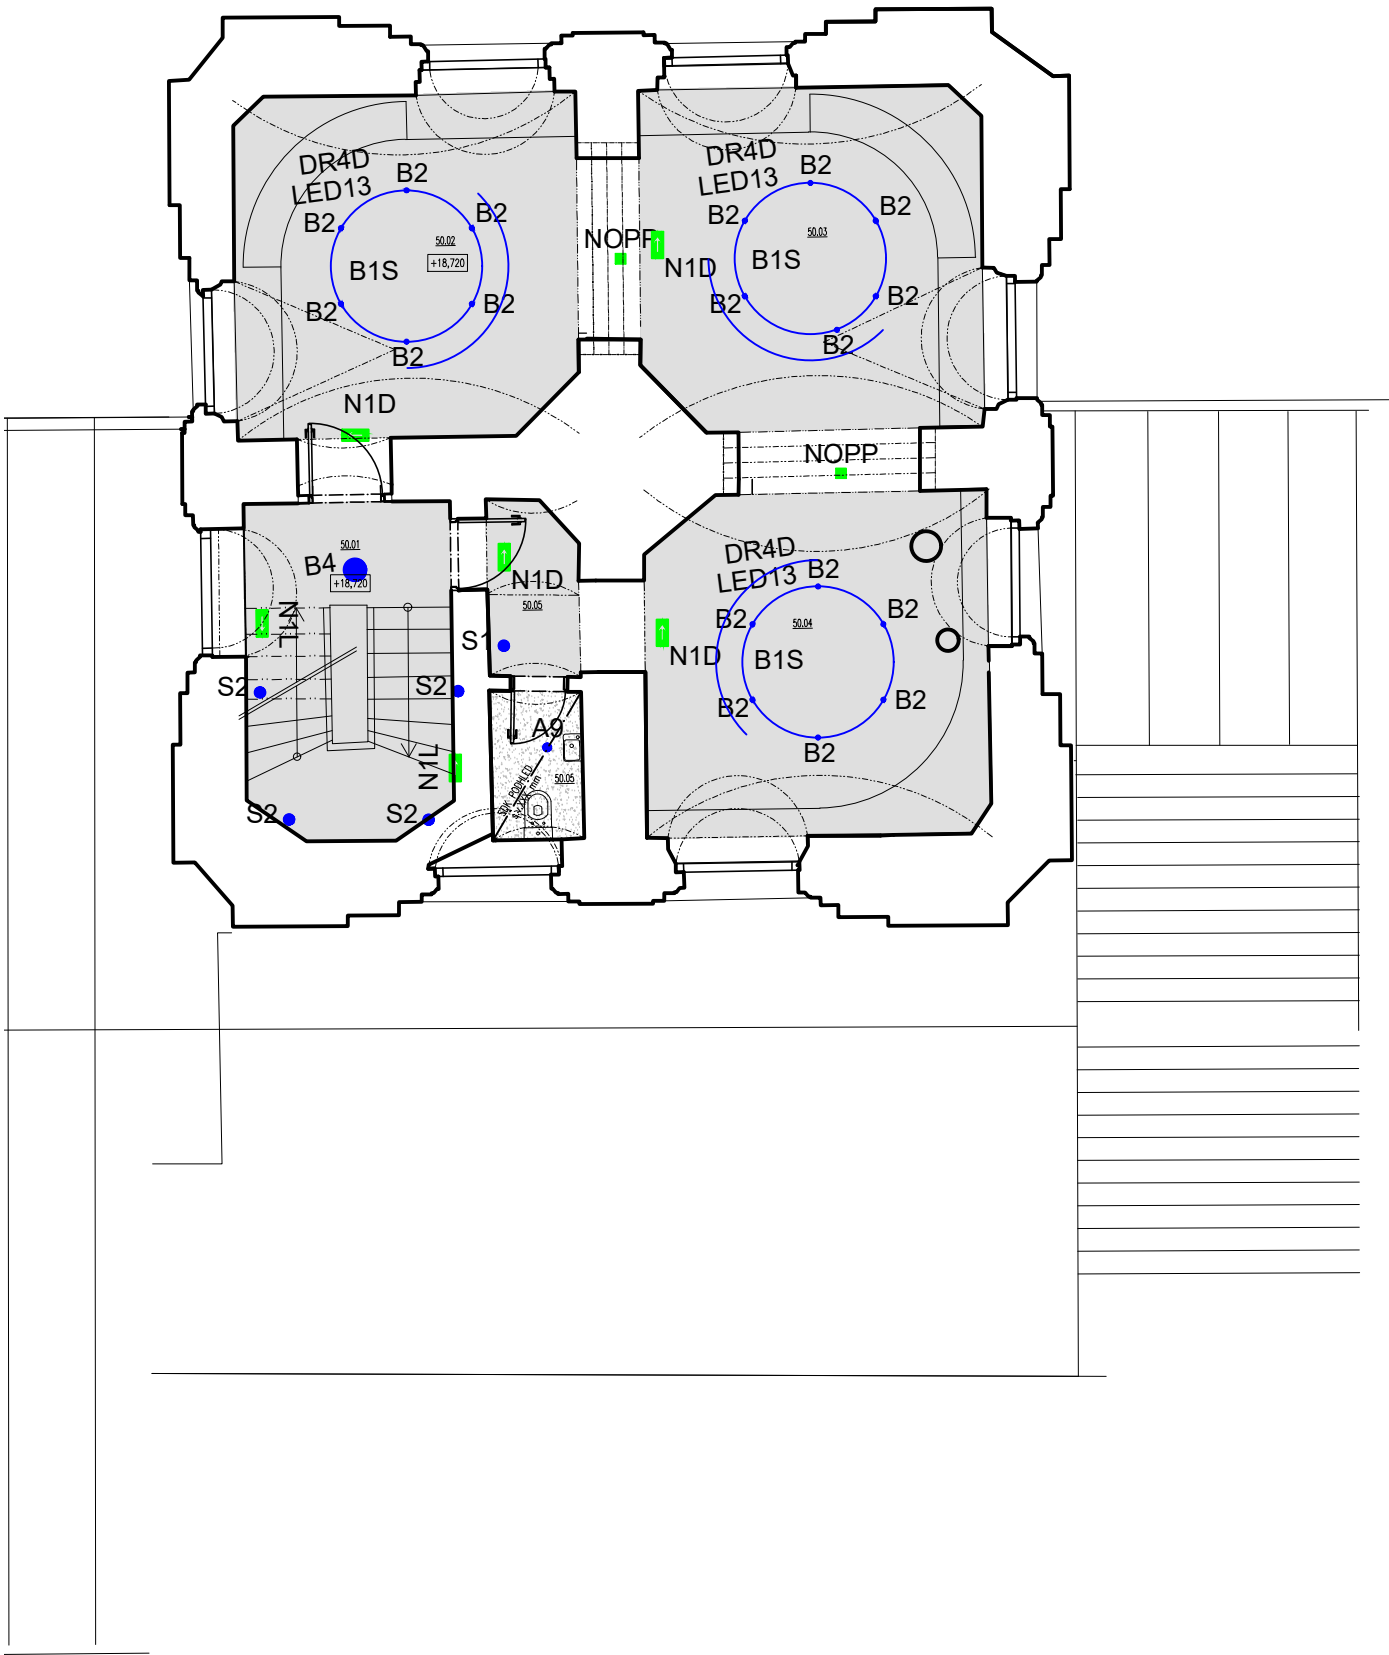 DR4D
LED13
B2
B2
B2
50.02
+18,720
B1S
B2
B2
B2
DR4D
LED13
B2
B2
B2
50.03
B1S
B2
B2
B2
NOPP
N1D
N1D
NOPP
50.01
B4
+18,720
N1L
S2
S2
N1L
S2
S2
N1D
50.05
S1
A9
50.05
SDK PODHLED
DR4D
LED13
B2
B2
B2
50.04
N1D
B1S
B2
B2
B2